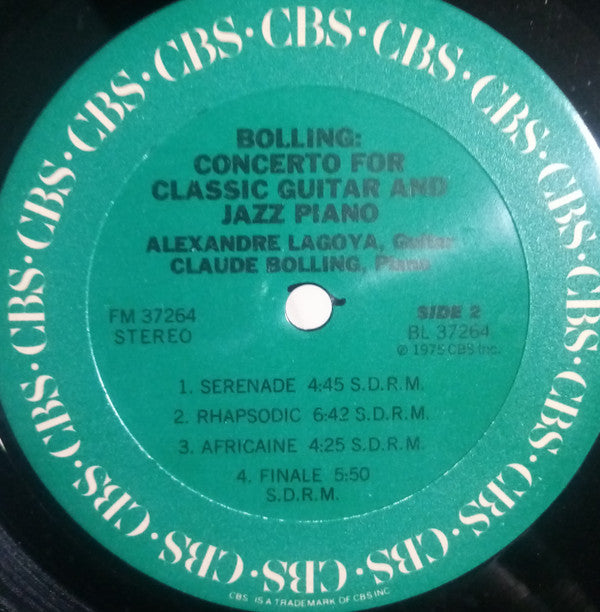 CBS · CBS · CBS · CBS · CBS · CBS · CBS · CBS · CBS · CBS · CBS · CBS · CBS · CBS · CBS · CBS · CBS · CBS ·
BOLLING:
CONCERTO FOR
CLASSIC GUITAR AND
JAZZ PIANO
ALEXANDRE LAGOYA, Guitar
CLAUDE BOLLING, Piano
FM 37264
STEREO
SIDE 2
BL 37264
℗ 1975 CBS Inc.
1. SERENADE 4:45 S.D.R.M.
2. RHAPSODIC 6:42 S.D.R.M.
3. AFRICAINE 4:25 S.D.R.M.
4. FINALE 5:50
S.D.R.M.
CBS IS A TRADEMARK OF CBS INC